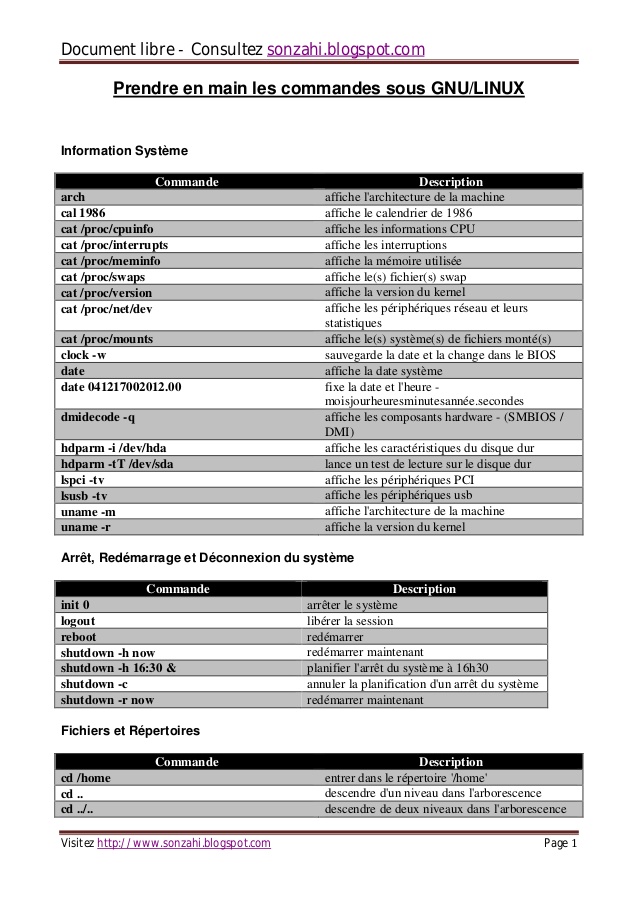 Document libre - Consultez sonzahi.blogspot.com
Prendre en main les commandes sous GNU/LINUX
Information Système
Commande Description
arch affiche l'architecture de la machine
cal 1986 affiche le calendrier de 1986
cat /proc/cpuinfo affiche les informations CPU
cat /proc/interrupts affiche les interruptions
cat /proc/meminfo affiche la mémoire utilisée
cat /proc/swaps affiche le(s) fichier(s) swap
cat /proc/version affiche la version du kernel
cat /proc/net/dev affiche les périphériques réseau et leurs
statistiques
cat /proc/mounts affiche le(s) système(s) de fichiers monté(s)
clock -w sauvegarde la date et la change dans le BIOS
date affiche la date système
date 041217002012.00 fixe la date et l'heure -
moisjourheuresminutesannée.secondes
dmidecode -q affiche les composants hardware - (SMBIOS /
DMI)
hdparm -i /dev/hda affiche les caractéristiques du disque dur
hdparm -tT /dev/sda lance un test de lecture sur le disque dur
lspci -tv affiche les périphériques PCI
lsusb -tv affiche les périphériques usb
uname -m affiche l'architecture de la machine
uname -r affiche la version du kernel
Arrêt, Redémarrage et Déconnexion du système
Commande Description
init 0 arrêter le système
logout libérer la session
reboot redémarrer
shutdown -h now redémarrer maintenant
shutdown -h 16:30 & planifier l'arrêt du système à 16h30
shutdown -c annuler la planification d'un arrêt du système
shutdown -r now redémarrer maintenant
Fichiers et Répertoires
Commande Description
cd /home entrer dans le répertoire '/home'
cd .. descendre d'un niveau dans l'arborescence
cd ../.. descendre de deux niveaux dans l'arborescence
Visitez http://www.sonzahi.blogspot.com Page 1